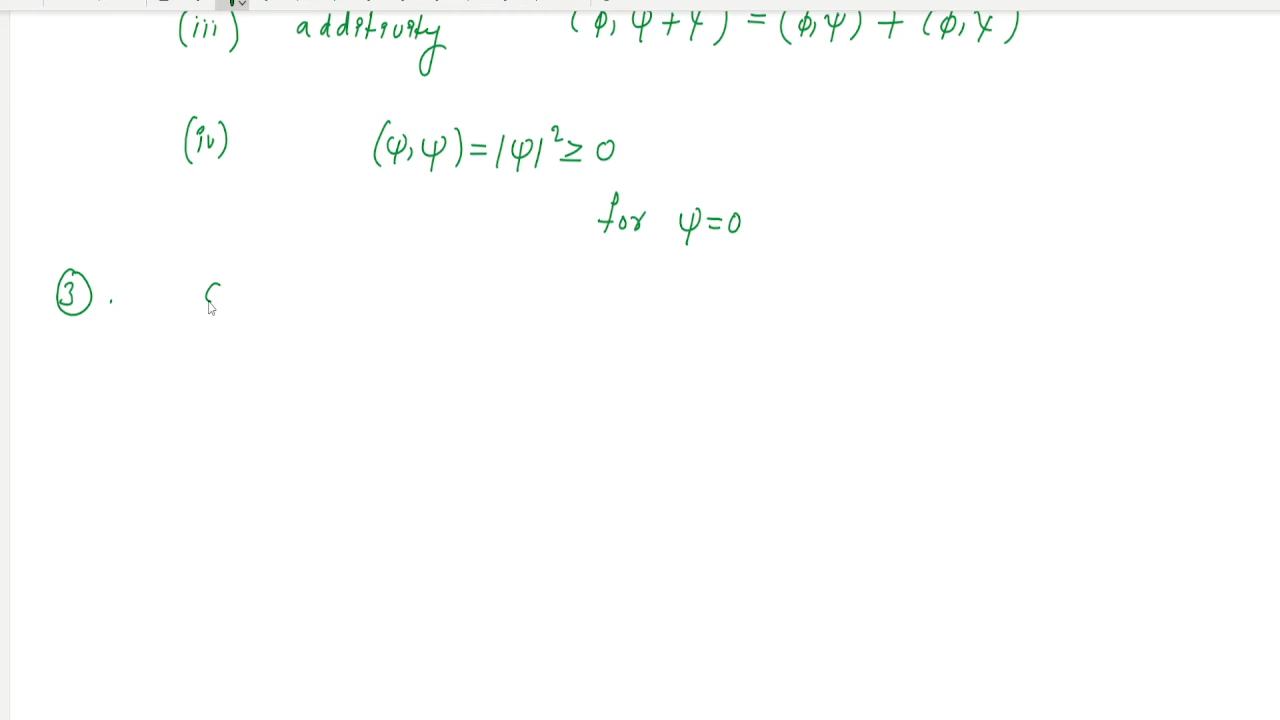 (iii) additivity (ϕ, ψ + χ) = (ϕ, ψ) + (ϕ, χ)
(iv) (ψ, ψ) = |ψ|² ≥ 0
for ψ = 0
③.